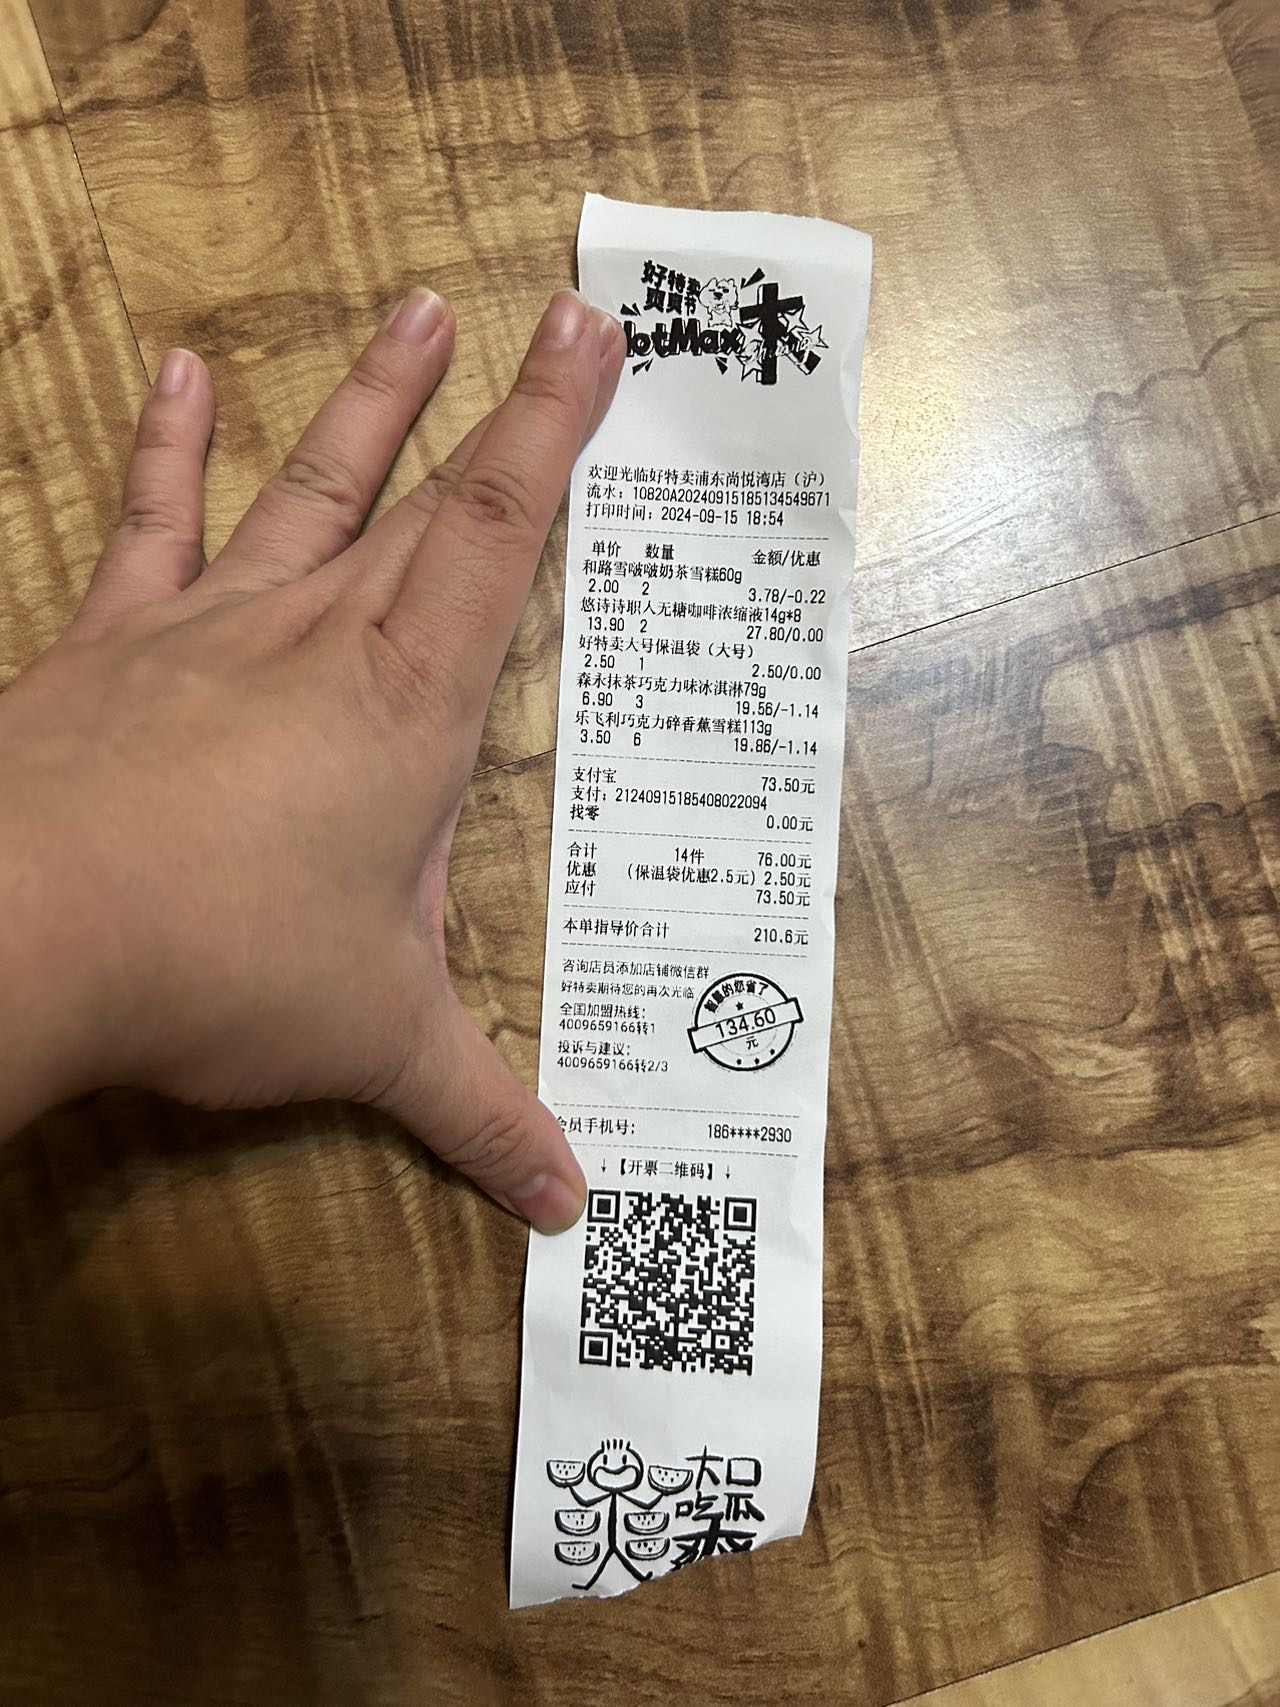 好特卖
爽爽节
HotMax
欢迎光临好特卖浦东尚悦湾店（沪）
流水：10820A20240915185134549671
打印时间：2024-09-15 18:54
单价 数量 金额/优惠
和路雪啵啵奶茶雪糕60g
2.00 2 3.78/-0.22
悠诗诗职人无糖咖啡浓缩液14g*8
13.90 2 27.80/0.00
好特卖大号保温袋（大号）
2.50 1 2.50/0.00
森永抹茶巧克力味冰淇淋79g
6.90 3 19.56/-1.14
乐飞利巧克力碎香蕉雪糕113g
3.50 6 19.86/-1.14
支付宝 73.50元
支付：21240915185408022094
找零 0.00元
合计 14件 76.00元
优惠 (保温袋优惠2.5元) 2.50元
应付 73.50元
本单指导价合计 210.6元
咨询店员添加店铺微信群
好特卖期待您的再次光临
全国加盟热线：
4009659166转1
投诉与建议：
4009659166转2/3
智慧的您省了
134.60
元
会员手机号： 186****2930
↓【开票二维码】↓
大口
吃瓜
爽